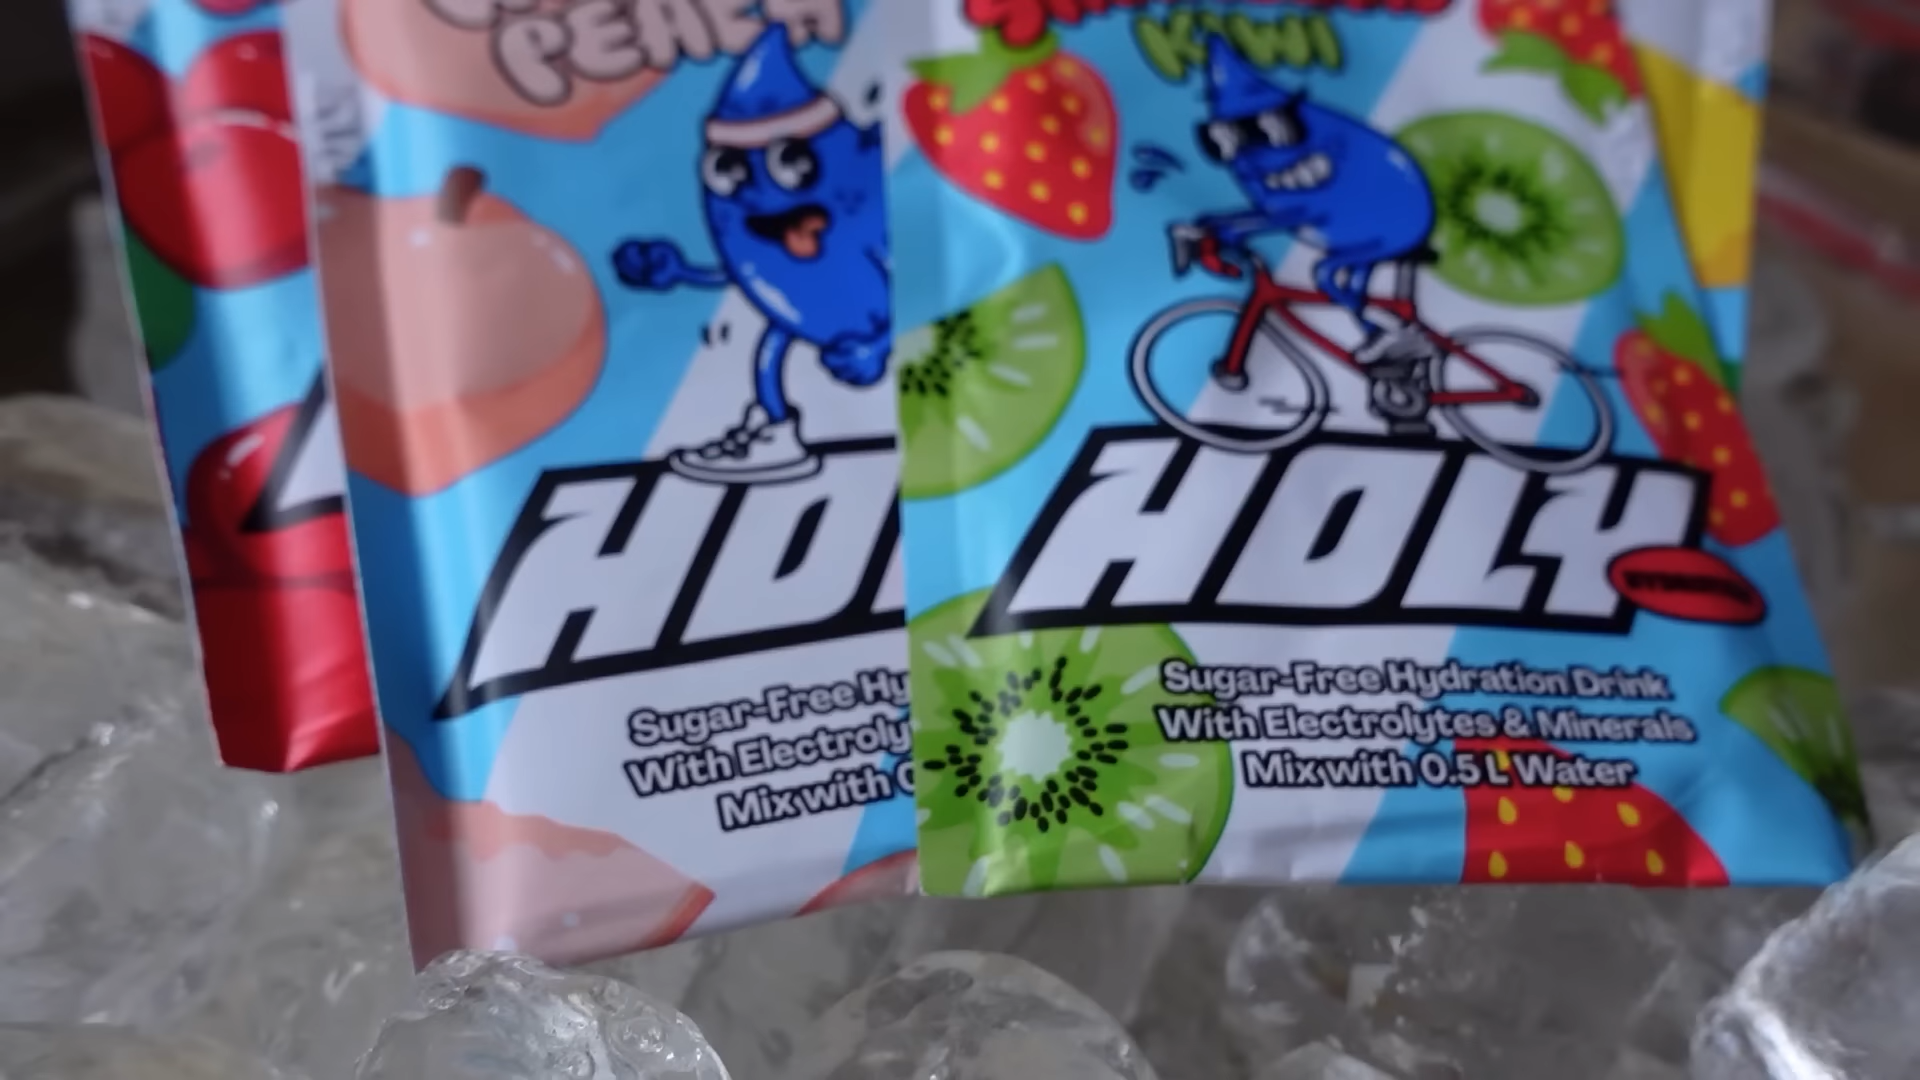 PEACH
KIWI
HOLY
Sugar-Free Hy
With Electroly
Mix with 0
HOLY
Sugar-Free Hydration Drink
With Electrolytes & Minerals
Mix with 0.5 L Water